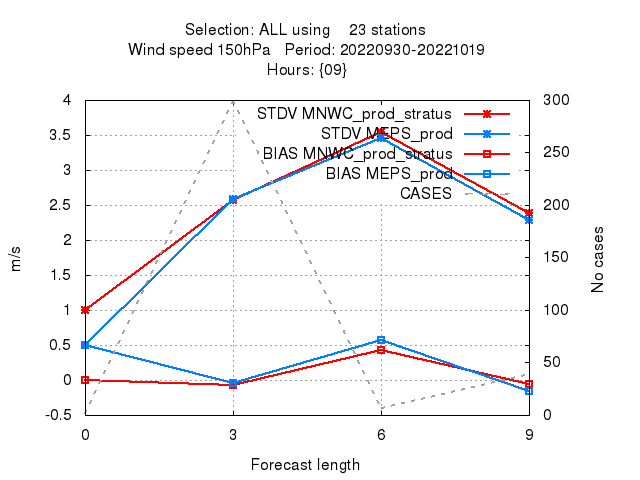 Selection: ALL using    23 stations
Wind speed 150hPa   Period: 20220930-20221019
Hours: {09}
4
3.5
3
2.5
2
1.5
1
0.5
0
-0.5
m/s
STDV MNWC_prod_stratus
STDV MEPS_prod
BIAS MNWC_prod_stratus
BIAS MEPS_prod
CASES
300
250
200
150
100
50
0
No cases
0 3 6 9
Forecast length